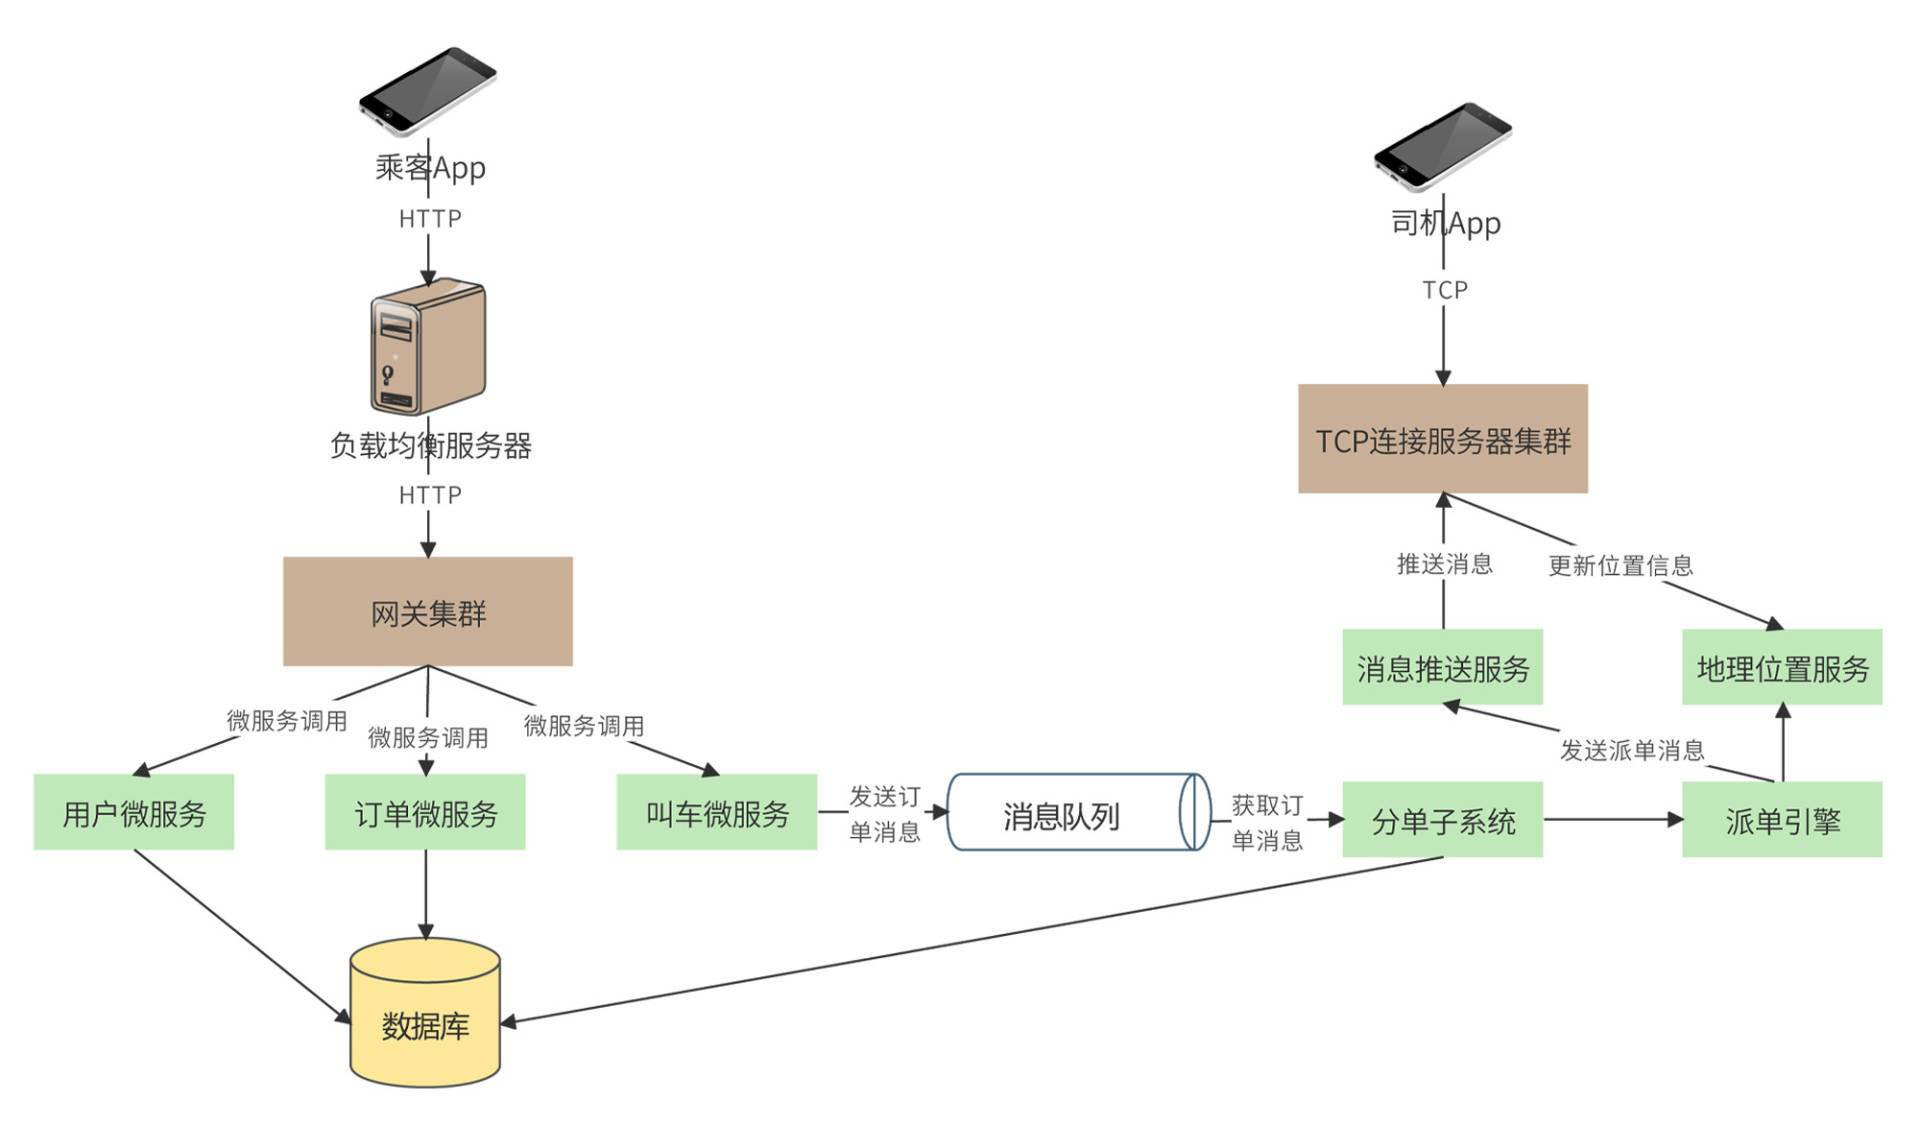 乘客App
HTTP
司机App
TCP
负载均衡服务器
HTTP
TCP连接服务器集群
网关集群
推送消息
更新位置信息
消息推送服务
地理位置服务
微服务调用
微服务调用
微服务调用
发送派单消息
用户微服务
订单微服务
叫车微服务
发送订
单消息
消息队列
获取订
单消息
分单子系统
派单引擎
数据库